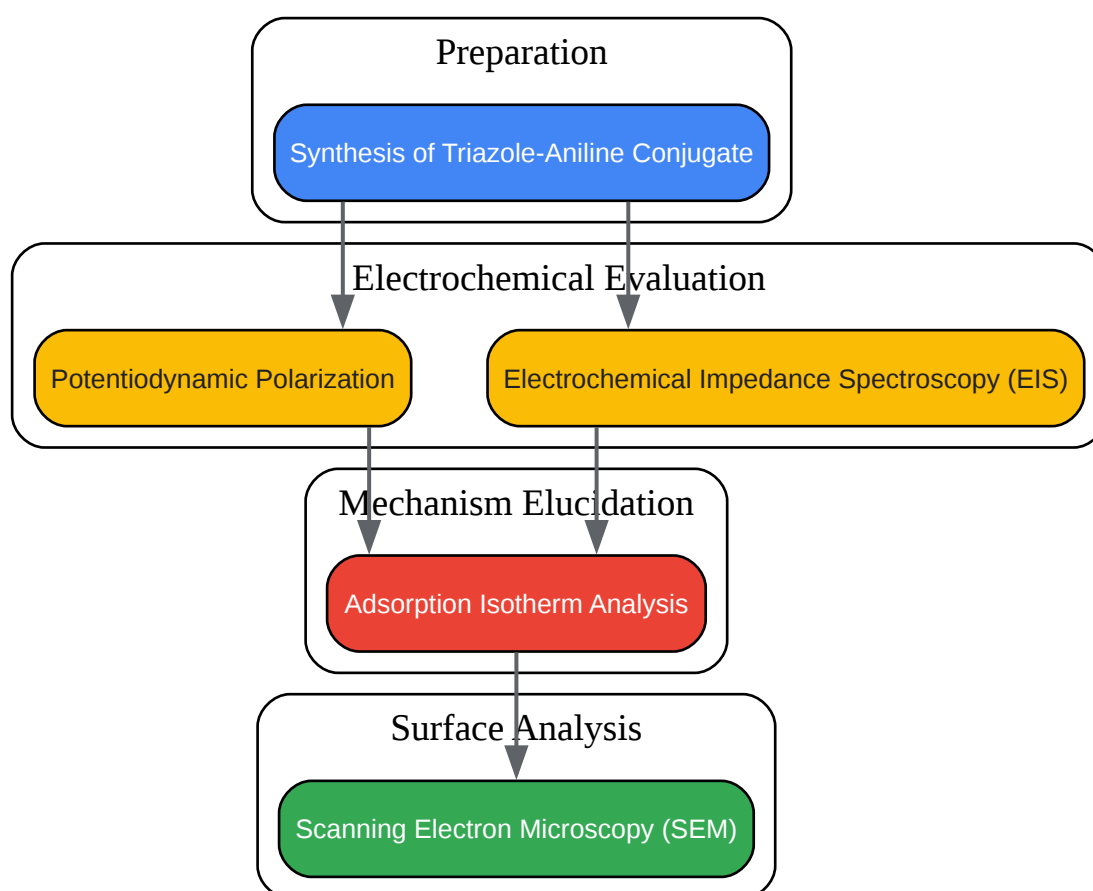 Preparation
Synthesis of Triazole-Aniline Conjugate
Electrochemical Evaluation
Potentiodynamic Polarization
Electrochemical Impedance Spectroscopy (EIS)
Mechanism Elucidation
Adsorption Isotherm Analysis
Surface Analysis
Scanning Electron Microscopy (SEM)